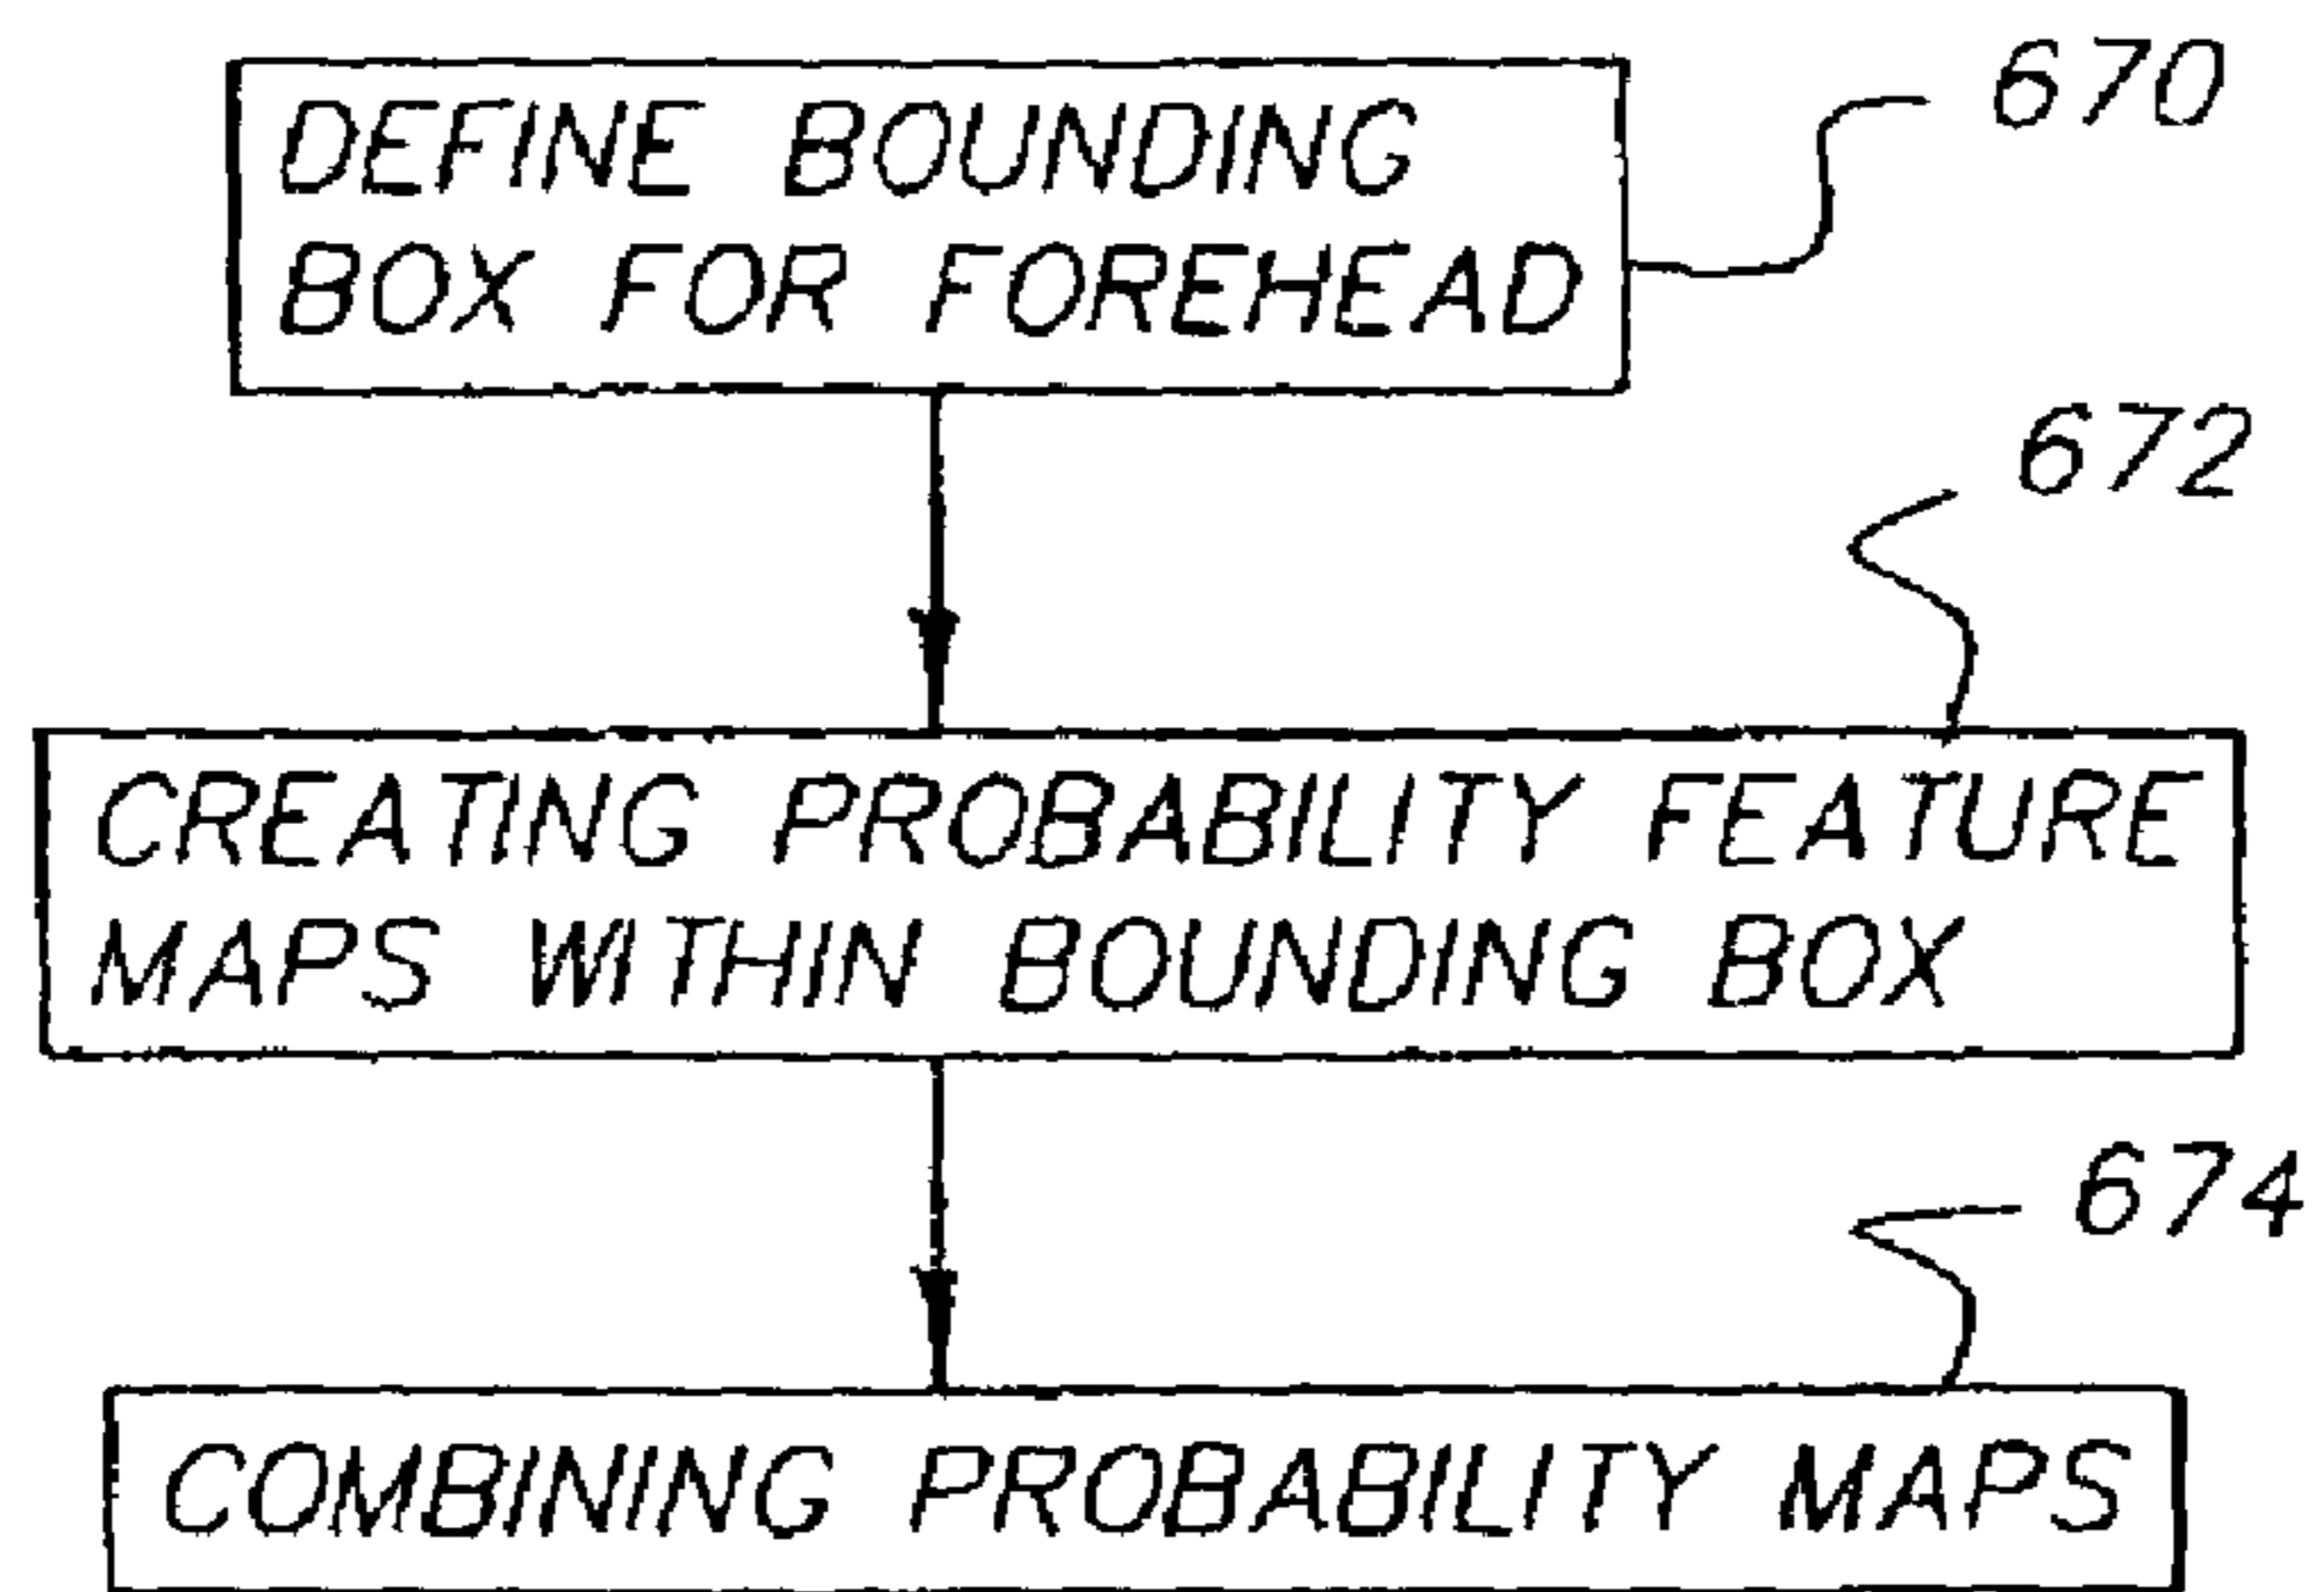 DEFINE BOUNDING
BOX FOR FOREHEAD
670
672
CREATING PROBABILITY FEATURE
MAPS WITHIN BOUNDING BOX
674
COMBINING PROBABILITY MAPS